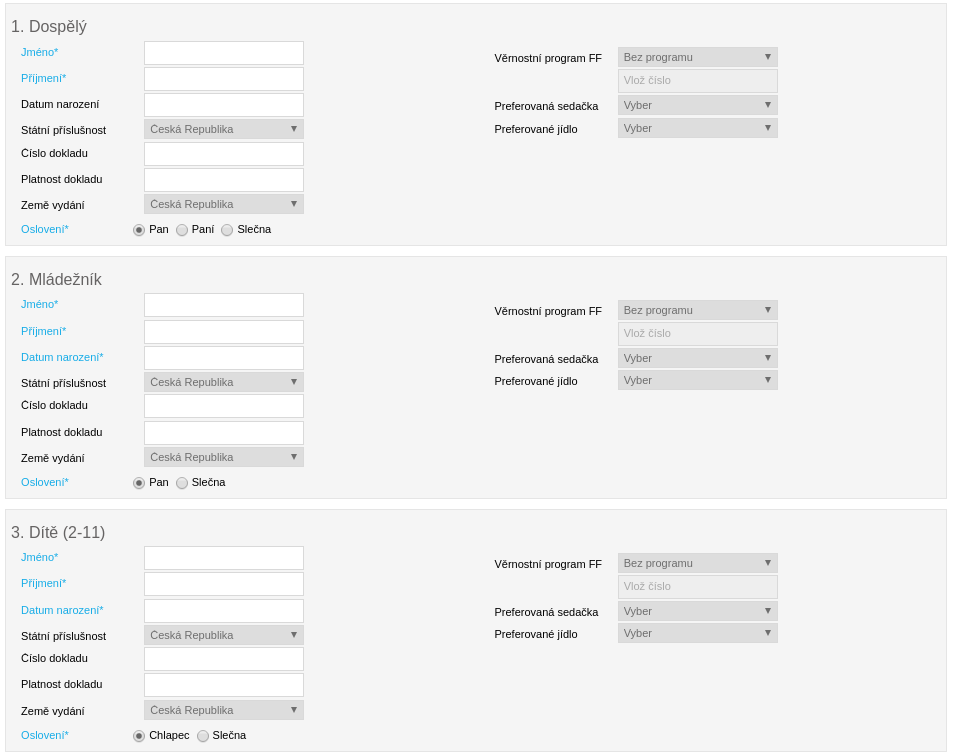 1. Dospělý
Jméno*
Příjmení*
Datum narození
Státní příslušnost Česká Republika
Číslo dokladu
Platnost dokladu
Země vydání Česká Republika
Oslovení* Pan Paní Slečna
Věrnostní program FF Bez programu
Vlož číslo
Preferovaná sedačka Vyber
Preferované jídlo Vyber
2. Mládežník
Jméno*
Příjmení*
Datum narození*
Státní příslušnost Česká Republika
Číslo dokladu
Platnost dokladu
Země vydání Česká Republika
Oslovení* Pan Slečna
Věrnostní program FF Bez programu
Vlož číslo
Preferovaná sedačka Vyber
Preferované jídlo Vyber
3. Dítě (2-11)
Jméno*
Příjmení*
Datum narození*
Státní příslušnost Česká Republika
Číslo dokladu
Platnost dokladu
Země vydání Česká Republika
Oslovení* Chlapec Slečna
Věrnostní program FF Bez programu
Vlož číslo
Preferovaná sedačka Vyber
Preferované jídlo Vyber